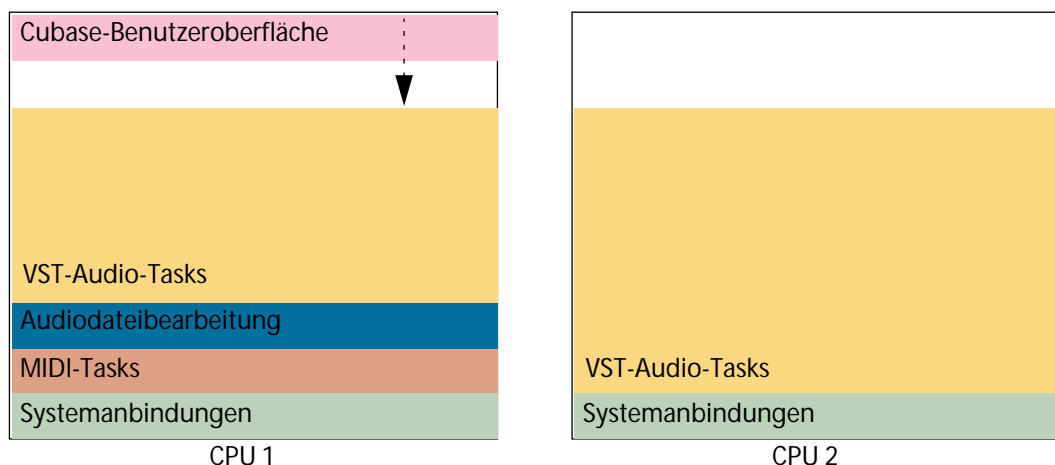 Cubase-Benutzeroberfläche
VST-Audio-Tasks
Audiodateibearbeitung
MIDI-Tasks
Systemanbindungen
CPU 1
VST-Audio-Tasks
Systemanbindungen
CPU 2